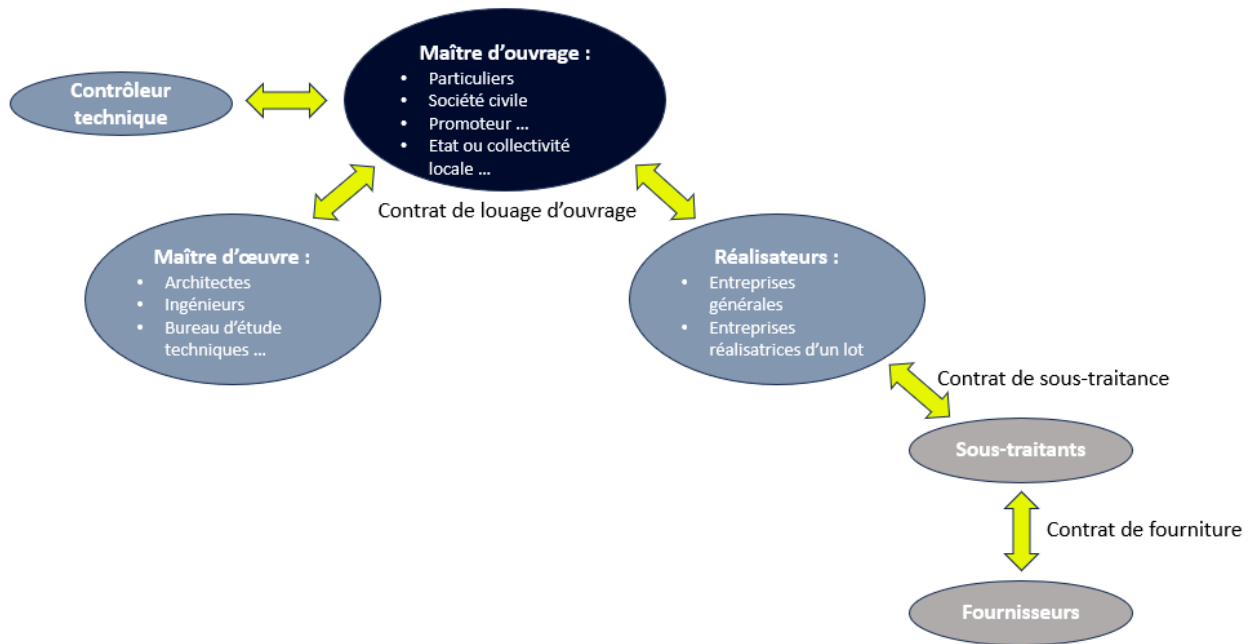 Maître d’ouvrage :
• Particuliers
• Société civile
• Promoteur …
• Etat ou collectivité
locale …
Contrôleur
technique
Contrat de louage d’ouvrage
Maître d’œuvre :
• Architectes
• Ingénieurs
• Bureau d’étude
techniques …
Réalisateurs :
• Entreprises
générales
• Entreprises
réalisatrices d’un lot
Contrat de sous-traitance
Sous-traitants
Contrat de fourniture
Fournisseurs